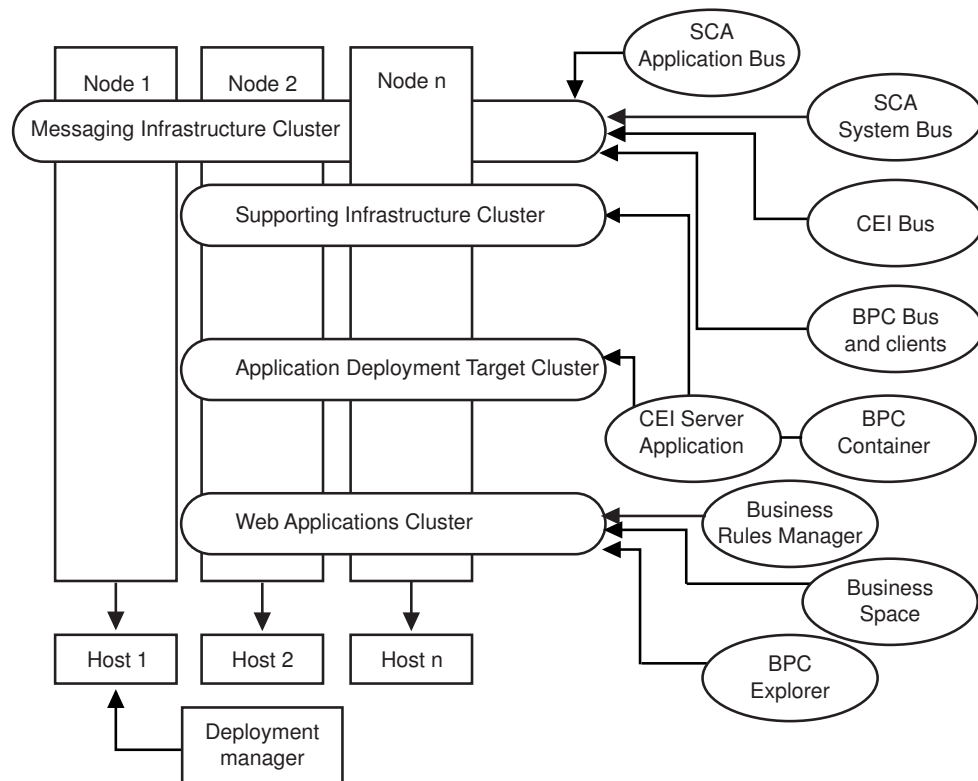 SCA
Application Bus
Node 1
Node 2
Node n
SCA
System Bus
Messaging Infrastructure Cluster
Supporting Infrastructure Cluster
CEI Bus
BPC Bus
and clients
Application Deployment Target Cluster
CEI Server
Application
BPC
Container
Web Applications Cluster
Business
Rules Manager
Business
Space
Host 1
Host 2
Host n
BPC
Explorer
Deployment
manager